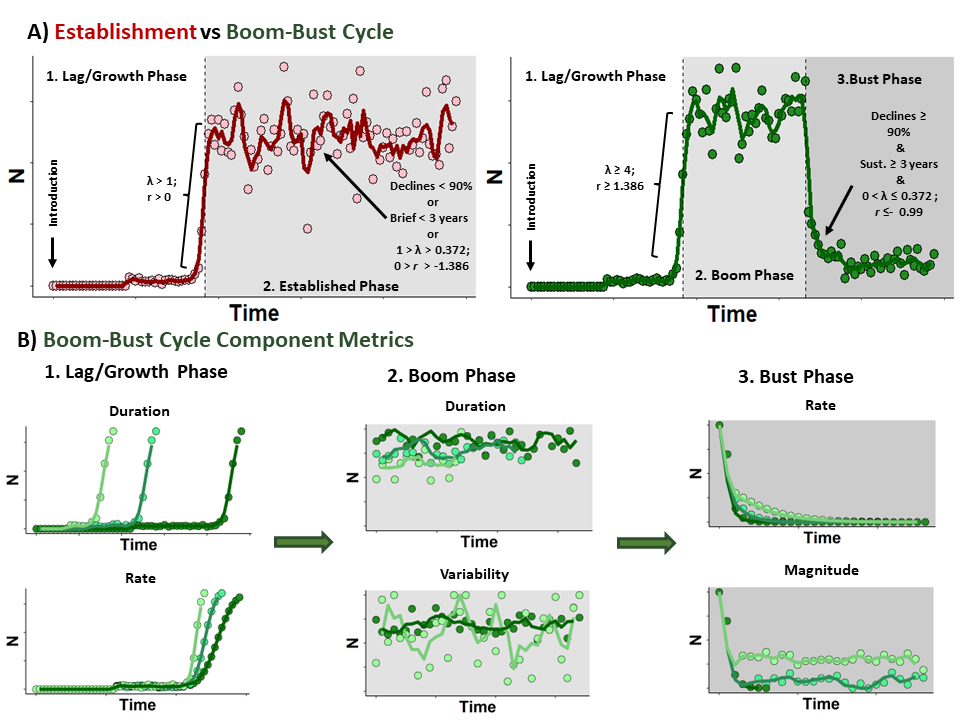 A) Establishment vs Boom-Bust Cycle
1. Lag/Growth Phase
N
Introduction
λ > 1;
r > 0
Declines < 90%
or
Brief < 3 years
or
1 > λ > 0.372;
0 > r > -1.386
2. Established Phase
Time
1. Lag/Growth Phase
N
Introduction
λ ≥ 4;
r ≥ 1.386
2. Boom Phase
3.Bust Phase
Declines ≥
90%
&
Sust. ≥ 3 years
&
0 < λ ≤ 0.372 ;
r ≤- 0.99
Time
B) Boom-Bust Cycle Component Metrics
1. Lag/Growth Phase
Duration
N
Time
Rate
N
Time
2. Boom Phase
Duration
N
Time
Variability
N
Time
3. Bust Phase
Rate
N
Time
Magnitude
N
Time